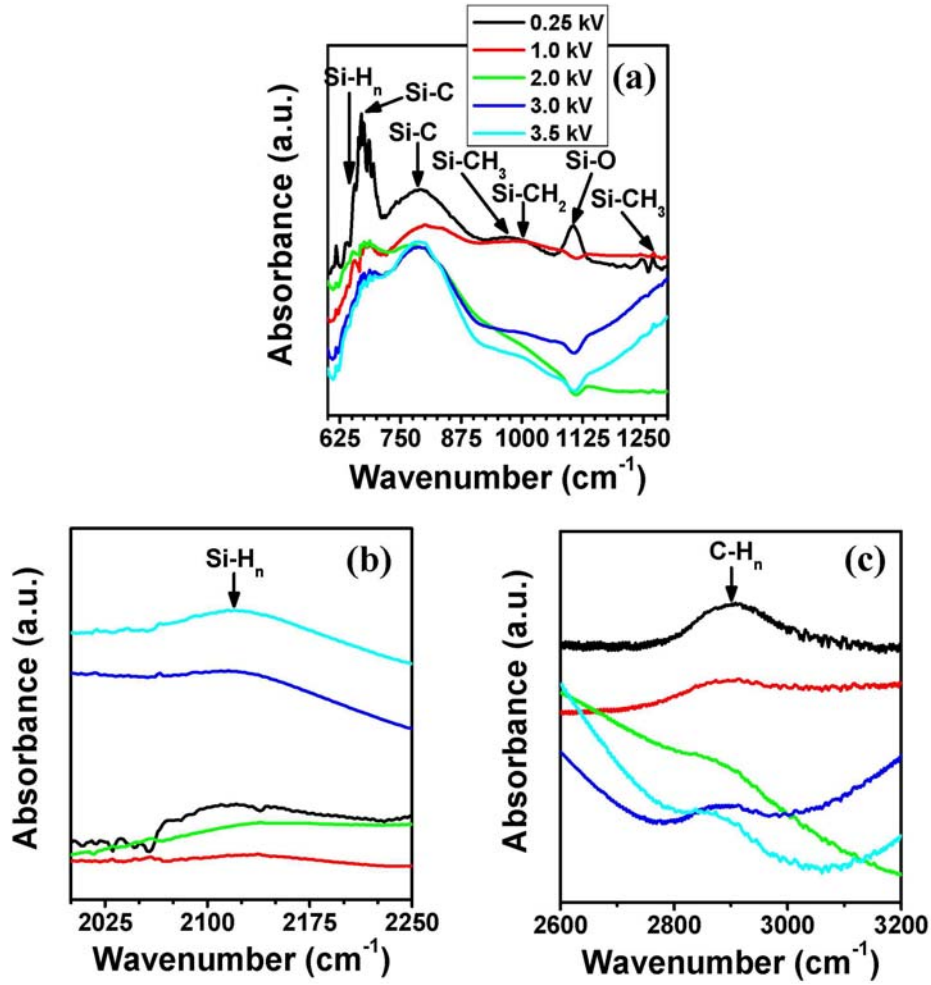 0.25 kV
1.0 kV
2.0 kV
3.0 kV
3.5 kV
(a)
Si-Hn
Si-C
Si-C
Si-CH3
Si-CH2
Si-O
Si-CH3
Absorbance (a.u.)
625 750 875 1000 1125 1250
Wavenumber (cm-1)
(b)
Si-Hn
Absorbance (a.u.)
2025 2100 2175 2250
Wavenumber (cm-1)
(c)
C-Hn
Absorbance (a.u.)
2600 2800 3000 3200
Wavenumber (cm-1)